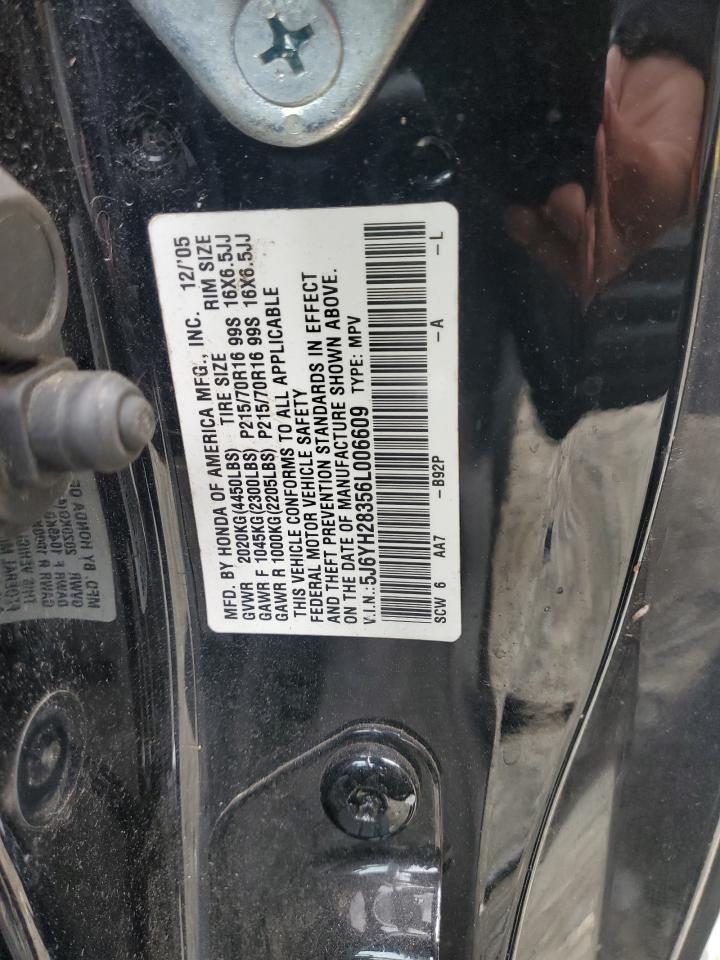 MFD. BY HONDA OF AMERICA MFG., INC. 12/'05
GVWR 2020KG(4450LBS) TIRE SIZE RIM SIZE
GAWR F 1045KG(2300LBS) P215/70R16 99S 16X6.5JJ
GAWR R 1000KG(2205LBS) P215/70R16 99S 16X6.5JJ
THIS VEHICLE CONFORMS TO ALL APPLICABLE
FEDERAL MOTOR VEHICLE SAFETY
AND THEFT PREVENTION STANDARDS IN EFFECT
ON THE DATE OF MANUFACTURE SHOWN ABOVE.
V.I.N.:5J6YH28356L006609 TYPE: MPV
SCW 6 AA7 -B92P -A -L